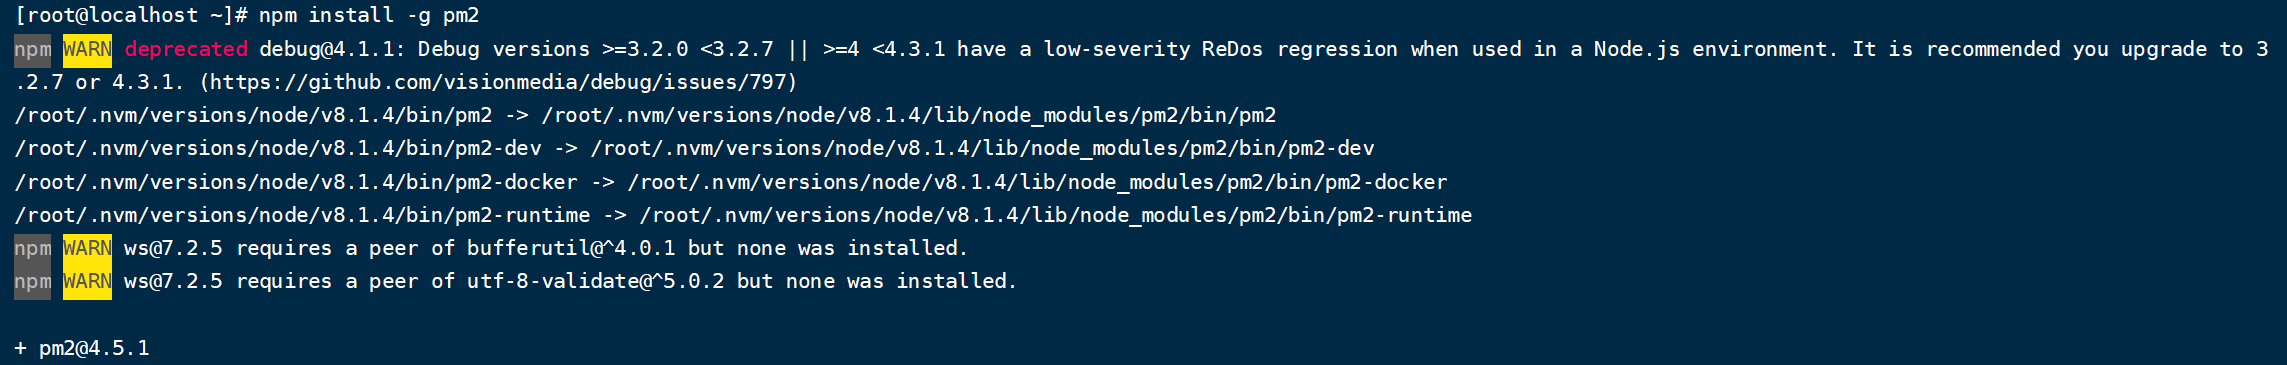 [root@localhost ~]# npm install -g pm2
npm WARN deprecated debug@4.1.1: Debug versions >=3.2.0 <3.2.7 || >=4 <4.3.1 have a low-severity ReDos regression when used in a Node.js environment. It is recommended you upgrade to 3
.2.7 or 4.3.1. (https://github.com/visionmedia/debug/issues/797)
/root/.nvm/versions/node/v8.1.4/bin/pm2 -> /root/.nvm/versions/node/v8.1.4/lib/node_modules/pm2/bin/pm2
/root/.nvm/versions/node/v8.1.4/bin/pm2-dev -> /root/.nvm/versions/node/v8.1.4/lib/node_modules/pm2/bin/pm2-dev
/root/.nvm/versions/node/v8.1.4/bin/pm2-docker -> /root/.nvm/versions/node/v8.1.4/lib/node_modules/pm2/bin/pm2-docker
/root/.nvm/versions/node/v8.1.4/bin/pm2-runtime -> /root/.nvm/versions/node/v8.1.4/lib/node_modules/pm2/bin/pm2-runtime
npm WARN ws@7.2.5 requires a peer of bufferutil@^4.0.1 but none was installed.
npm WARN ws@7.2.5 requires a peer of utf-8-validate@^5.0.2 but none was installed.
+ pm2@4.5.1